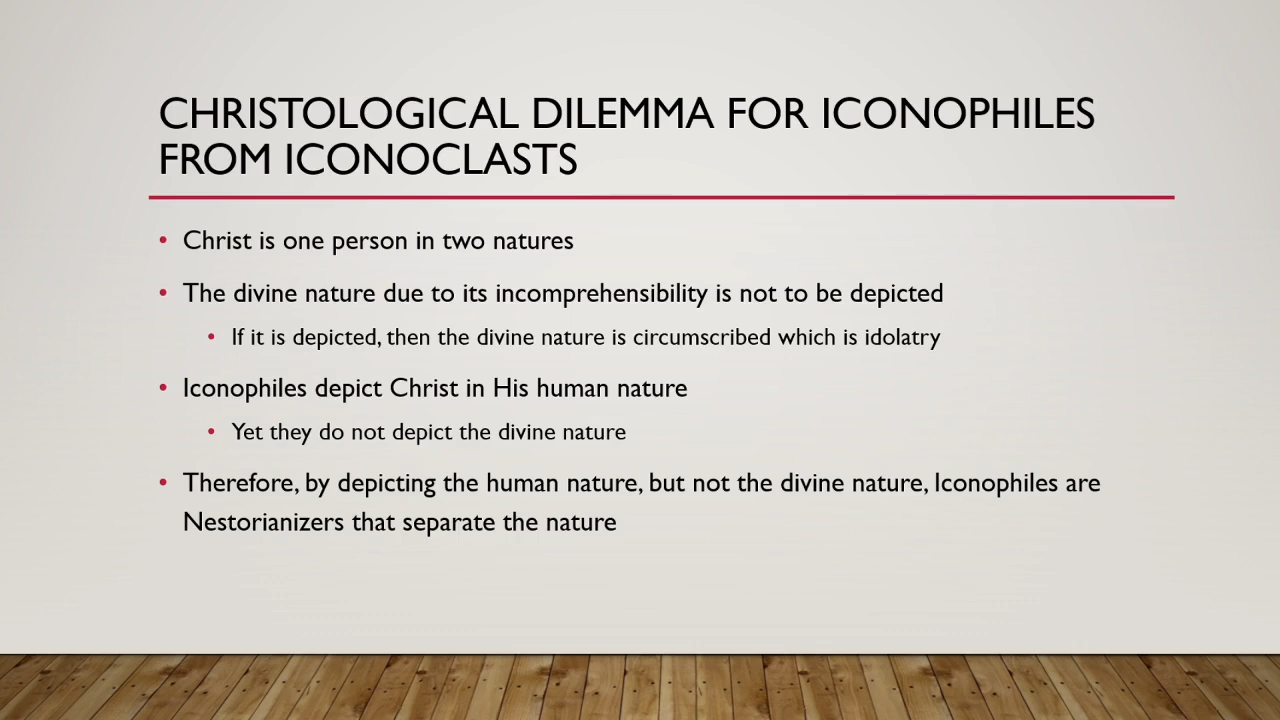 CHRISTOLOGICAL DILEMMA FOR ICONOPHILES
FROM ICONOCLASTS
• Christ is one person in two natures
• The divine nature due to its incomprehensibility is not to be depicted
• If it is depicted, then the divine nature is circumscribed which is idolatry
• Iconophiles depict Christ in His human nature
• Yet they do not depict the divine nature
• Therefore, by depicting the human nature, but not the divine nature, Iconophiles are
Nestorianizers that separate the nature